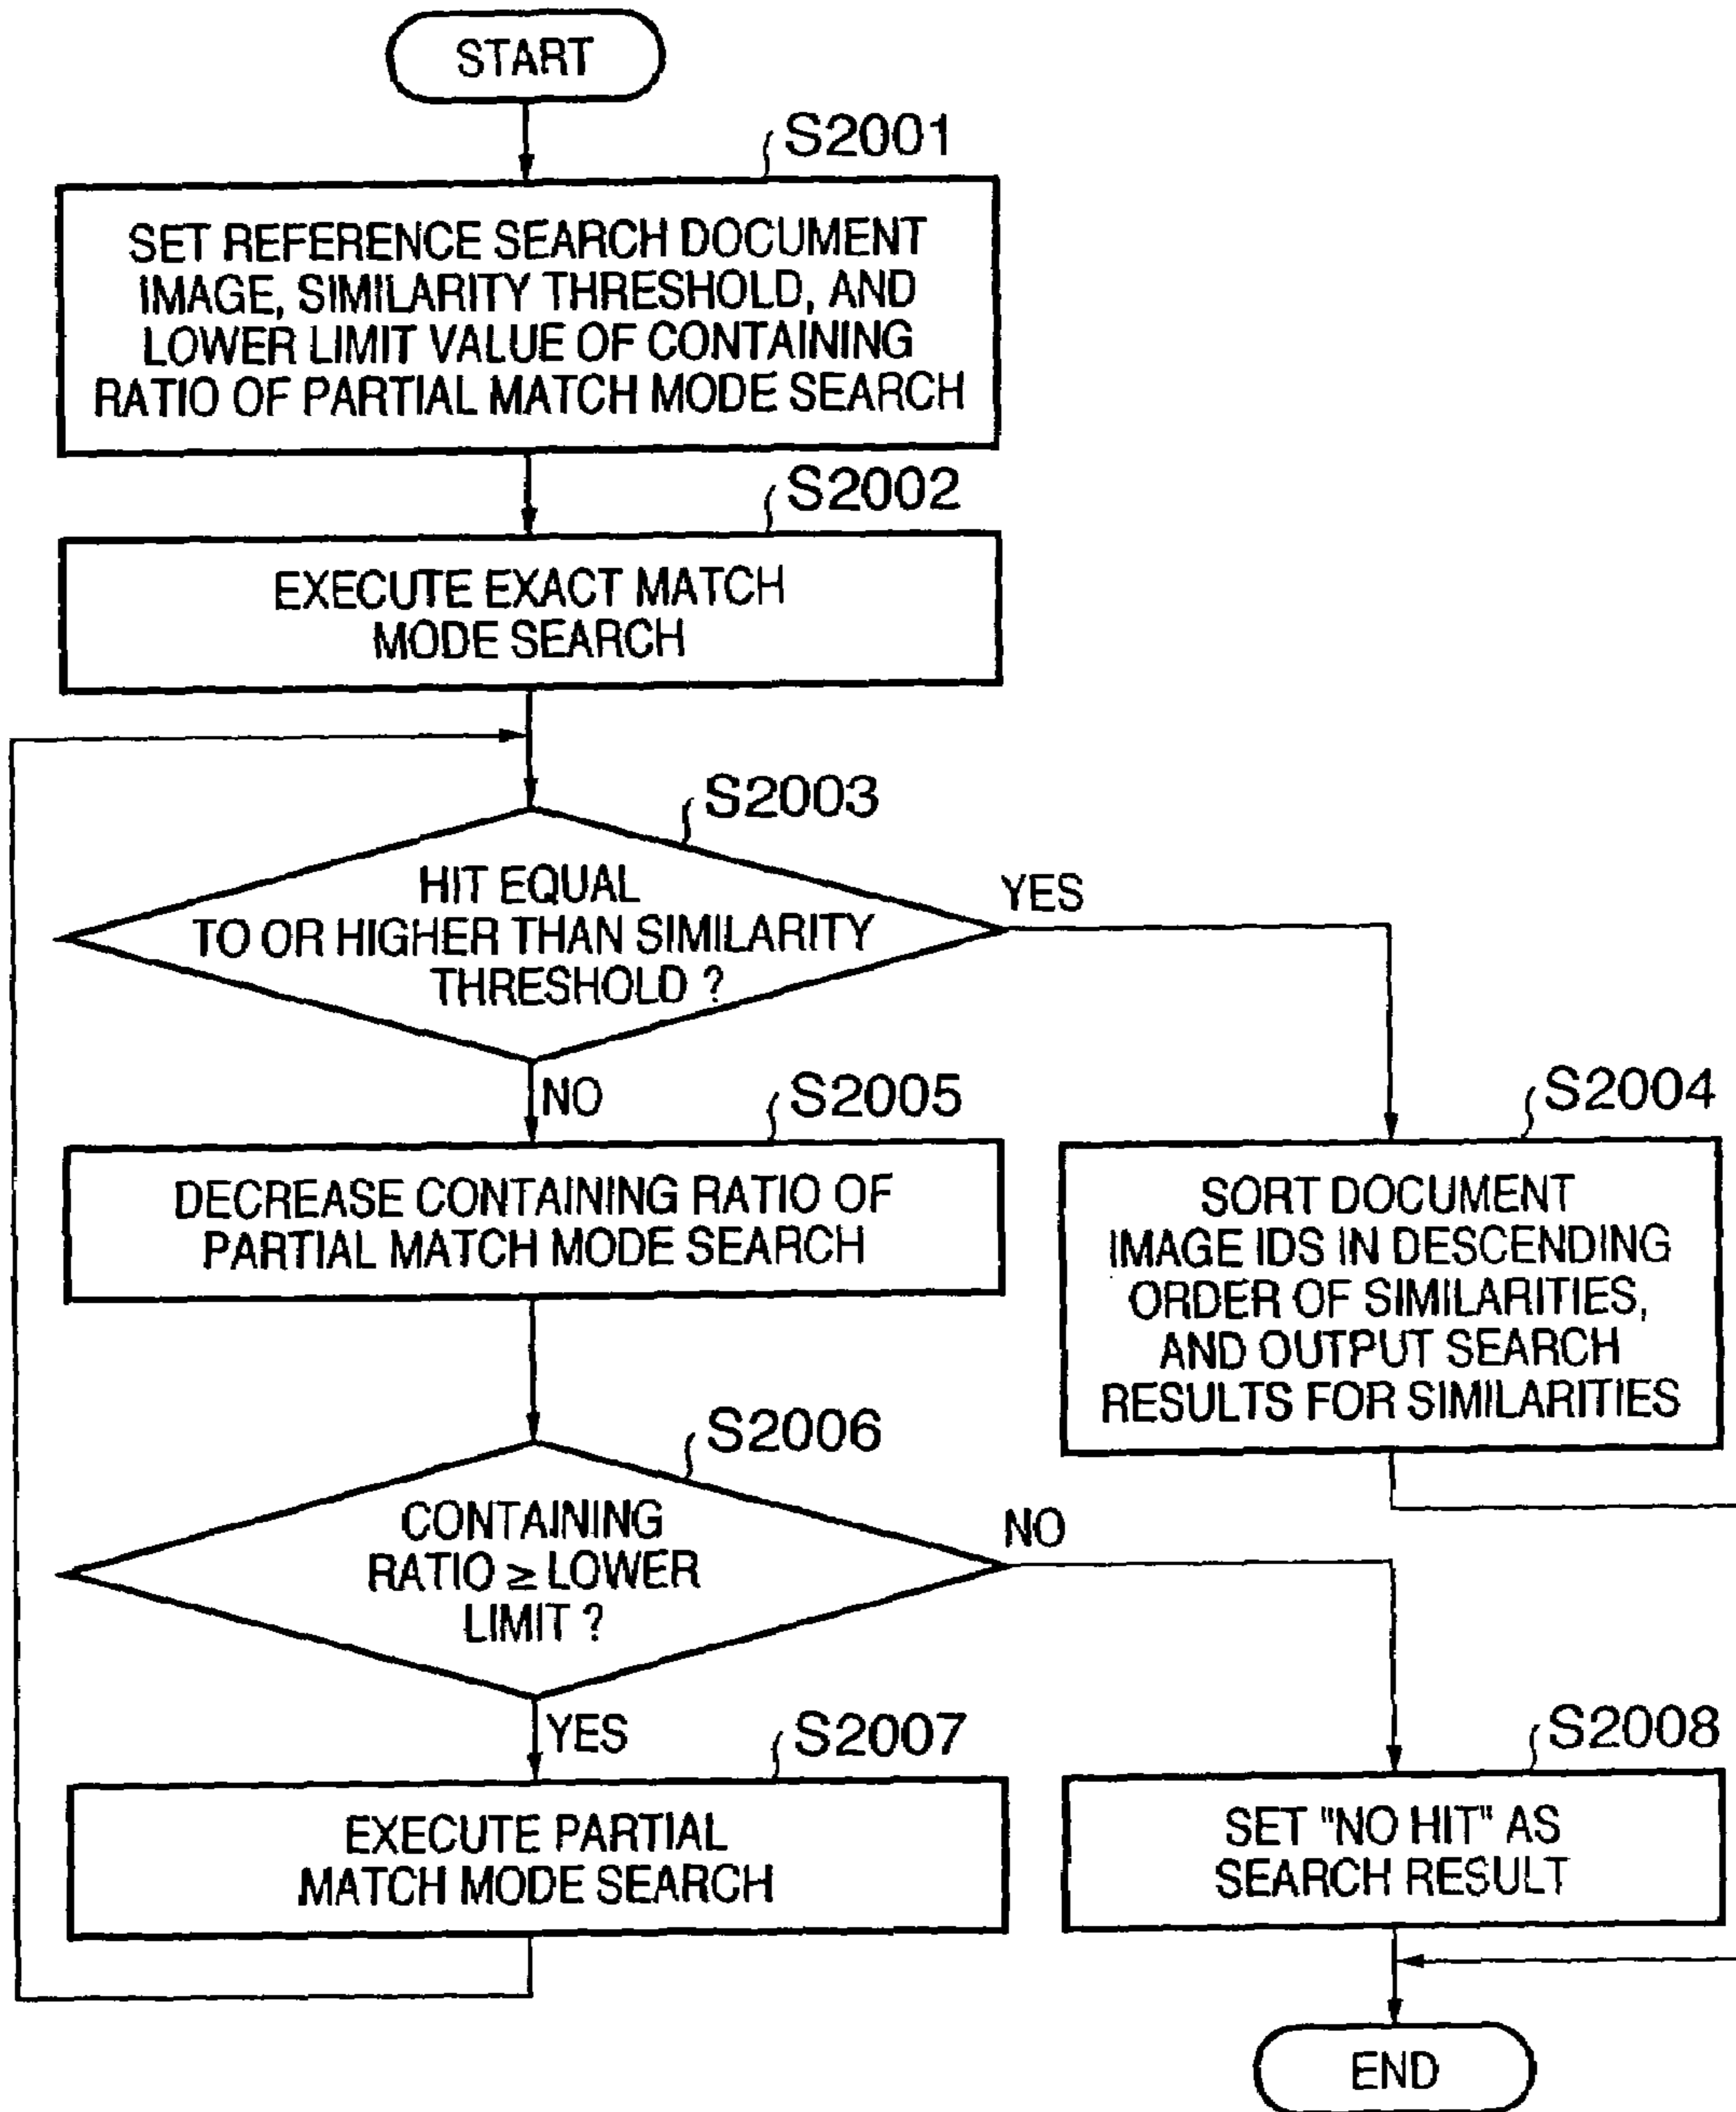 START
S2001
SET REFERENCE SEARCH DOCUMENT
IMAGE, SIMILARITY THRESHOLD, AND
LOWER LIMIT VALUE OF CONTAINING
RATIO OF PARTIAL MATCH MODE SEARCH
S2002
EXECUTE EXACT MATCH
MODE SEARCH
S2003
HIT EQUAL
TO OR HIGHER THAN SIMILARITY
THRESHOLD ?
YES
NO
S2005
DECREASE CONTAINING RATIO OF
PARTIAL MATCH MODE SEARCH
S2004
SORT DOCUMENT
IMAGE IDS IN DESCENDING
ORDER OF SIMILARITIES,
AND OUTPUT SEARCH
RESULTS FOR SIMILARITIES
S2006
CONTAINING
RATIO ≥ LOWER
LIMIT ?
NO
YES
S2007
EXECUTE PARTIAL
MATCH MODE SEARCH
S2008
SET "NO HIT" AS
SEARCH RESULT
END